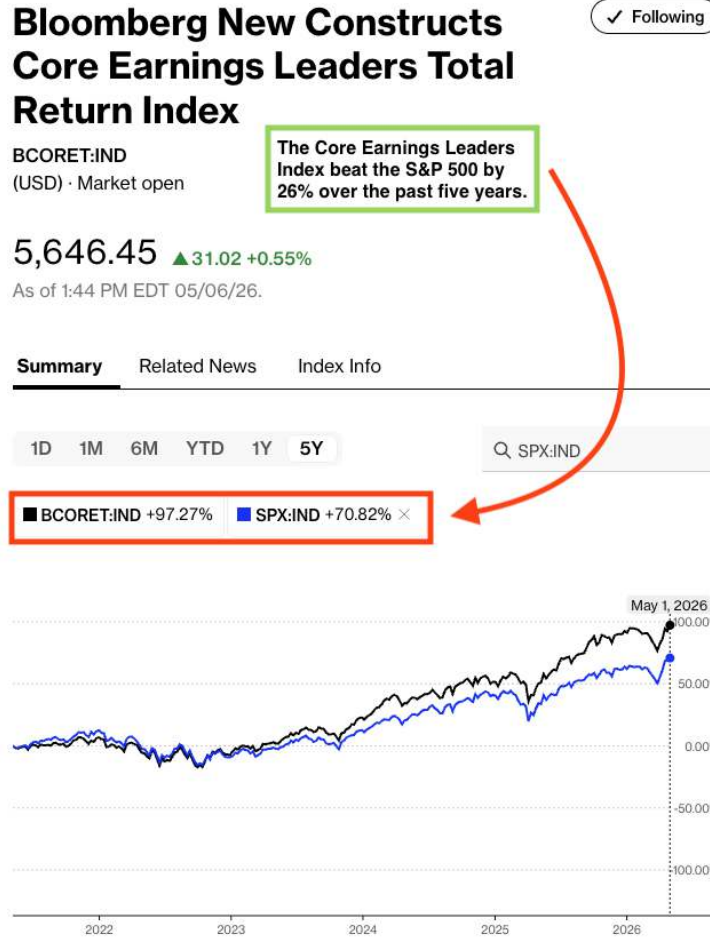 Bloomberg New Constructs
Core Earnings Leaders Total
Return Index
✓ Following
BCORET:IND
(USD) · Market open
The Core Earnings Leaders
Index beat the S&P 500 by
26% over the past five years.
5,646.45 ▲31.02 +0.55%
As of 1:44 PM EDT 05/06/26.
Summary Related News Index Info
1D 1M 6M YTD 1Y 5Y
SPX:IND
BCORET:IND +97.27% SPX:IND +70.82% ×
May 1, 2026
100.00
50.00
0.00
-50.00
-100.00
2022 2023 2024 2025 2026